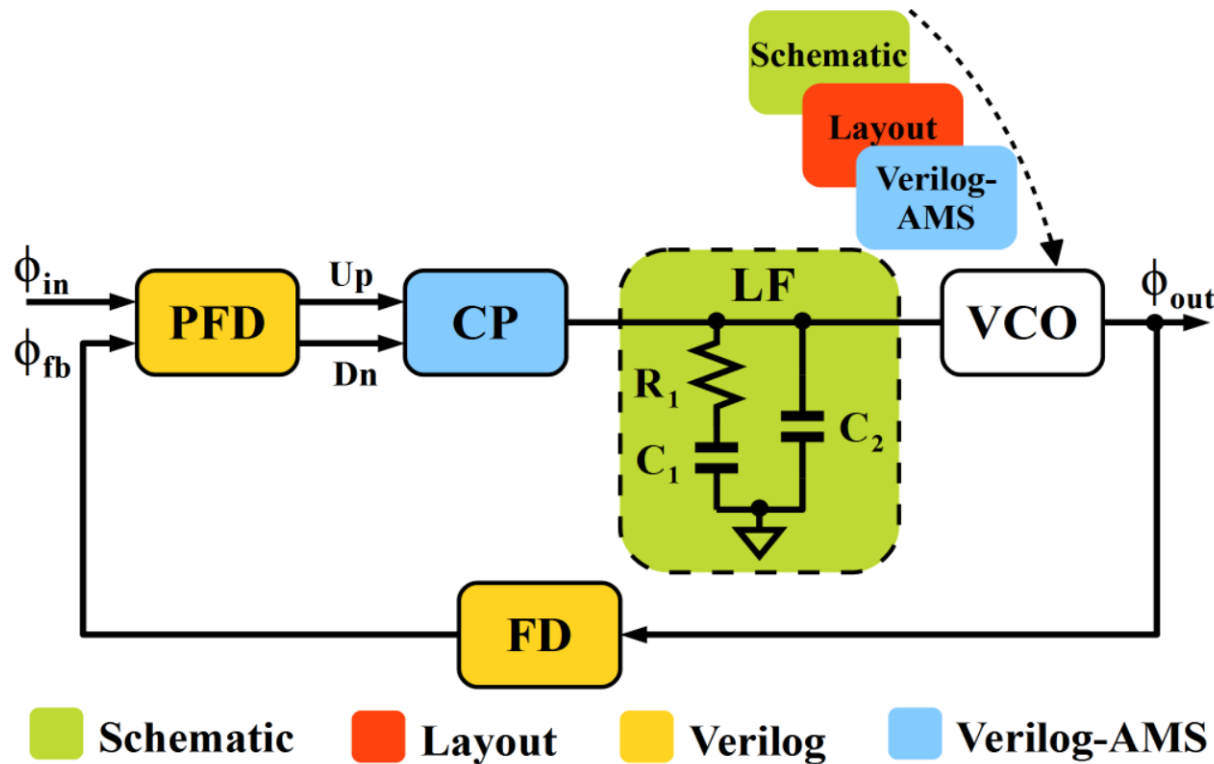 Schematic
Layout
Verilog-
AMS
ϕin
ϕfb
PFD
Up
Dn
CP
LF
R1
C1
C2
VCO
ϕout
FD
Schematic
Layout
Verilog
Verilog-AMS